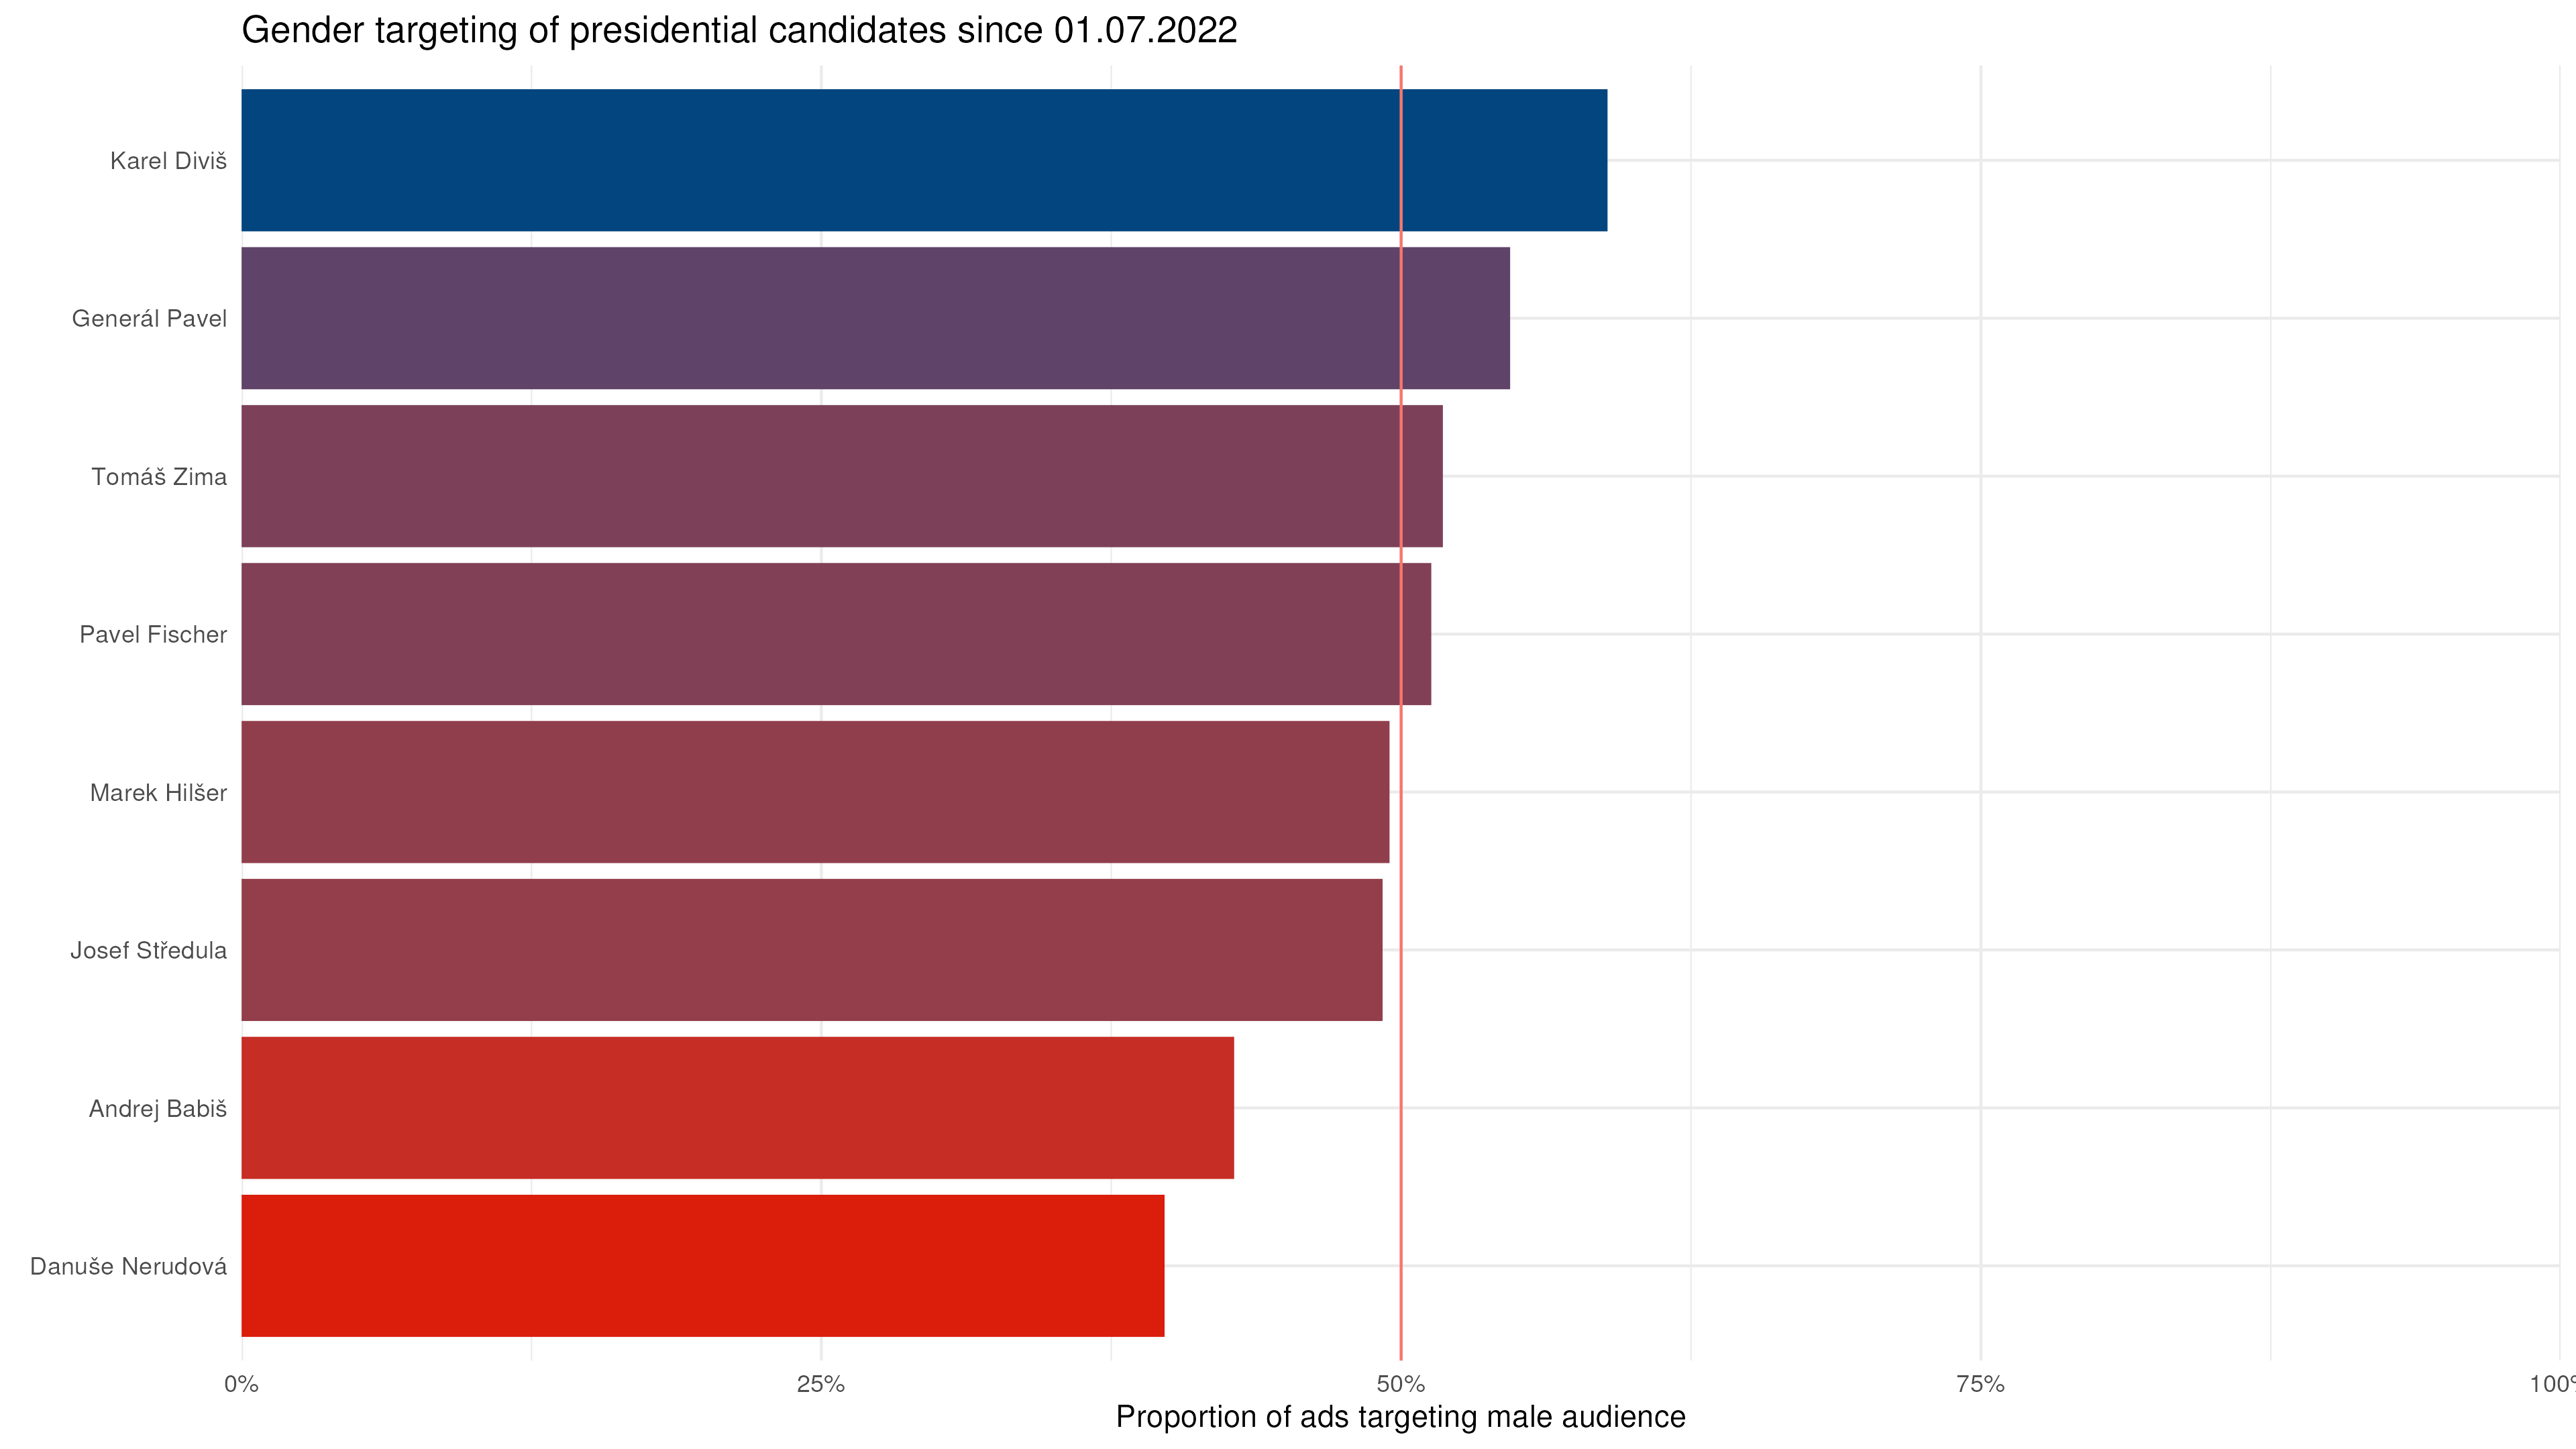 Gender targeting of presidential candidates since 01.07.2022
Karel Diviš
Generál Pavel
Tomáš Zima
Pavel Fischer
Marek Hilšer
Josef Středula
Andrej Babiš
Danuše Nerudová
0%
25%
50%
75%
100%
Proportion of ads targeting male audience